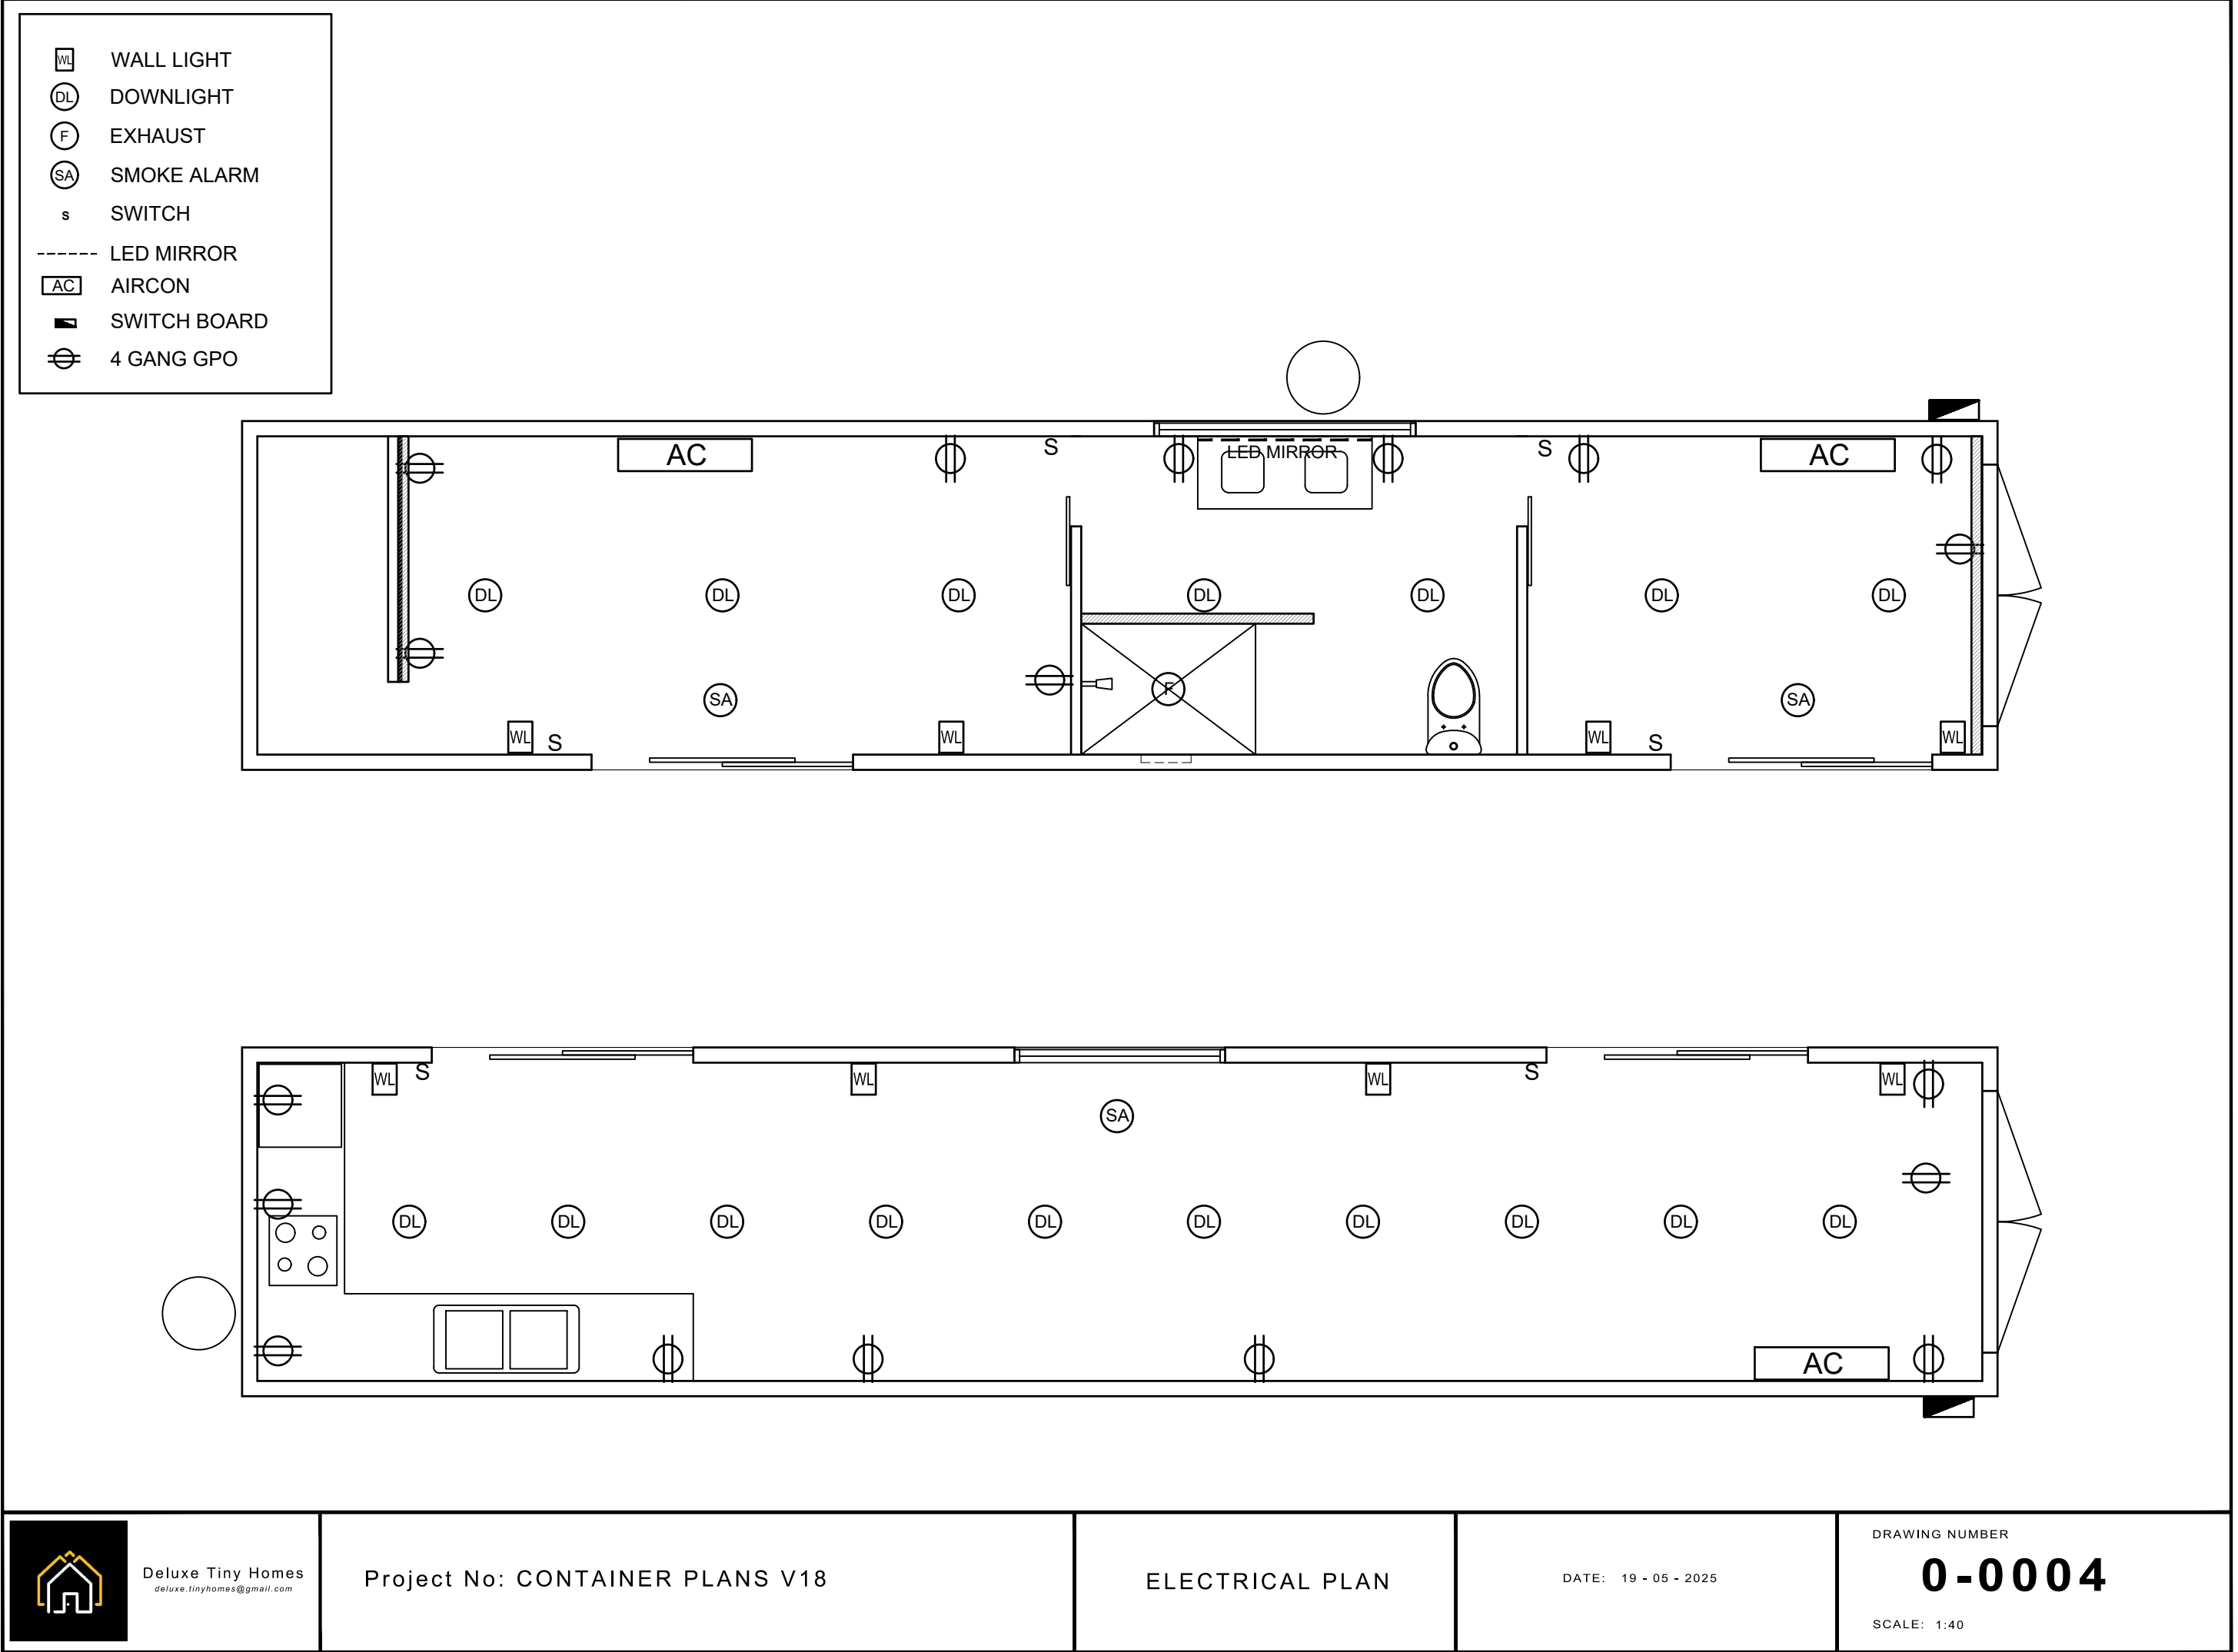 WL WALL LIGHT
DL DOWNLIGHT
F EXHAUST
SA SMOKE ALARM
s SWITCH
LED MIRROR
AC AIRCON
SWITCH BOARD
4 GANG GPO
AC S LED MIRROR S AC
DL DL DL DL DL DL DL
F
SA SA
WL S WL WL S WL
WL S WL WL S WL
SA
DL DL DL DL DL DL DL DL DL DL
AC
Deluxe Tiny Homes
deluxe.tinyhomes@gmail.com
Project No: CONTAINER PLANS V18
ELECTRICAL PLAN
DATE: 19 - 05 - 2025
DRAWING NUMBER
0-0004
SCALE: 1:40